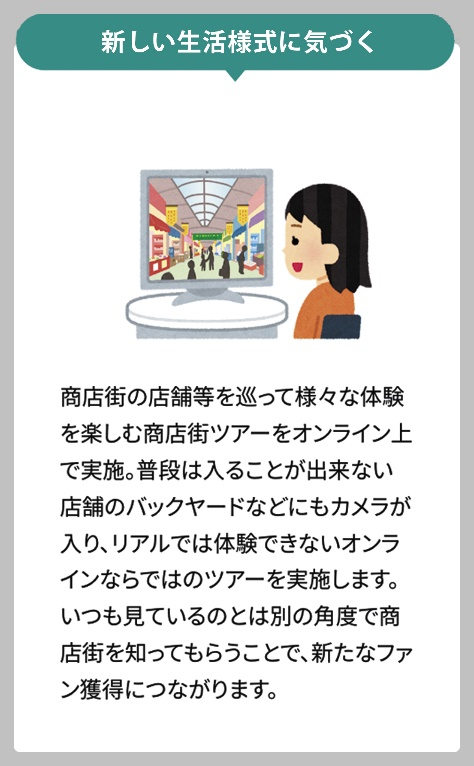 新しい生活様式に気づく
商店街の店舗等を巡って様々な体験
を楽しむ商店街ツアーをオンライン上
で実施。普段は入ることが出来ない
店舗のバックヤードなどにもカメラが
入り、リアルでは体験できないオンラ
インならではのツアーを実施します。
いつも見ているのとは別の角度で商
店街を知ってもらうことで、新たなファ
ン獲得につながります。